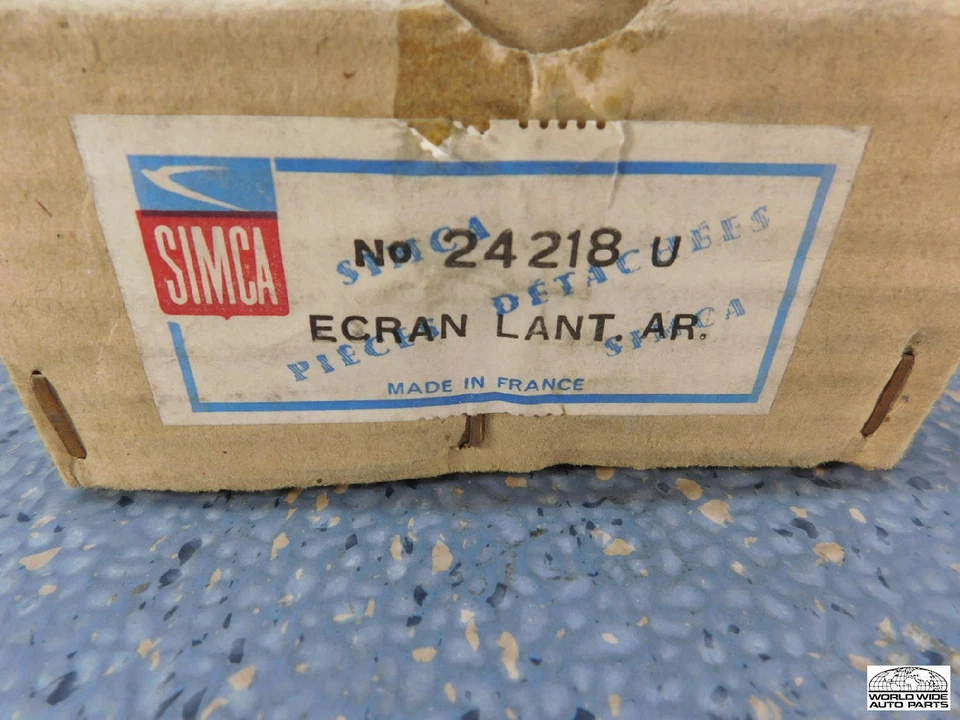 SIMCA
No 24218 U
SIMCA
PIECES DETACHEES
SIMCA
ECRAN LANT. AR.
MADE IN FRANCE
WORLD WIDE
AUTO PARTS